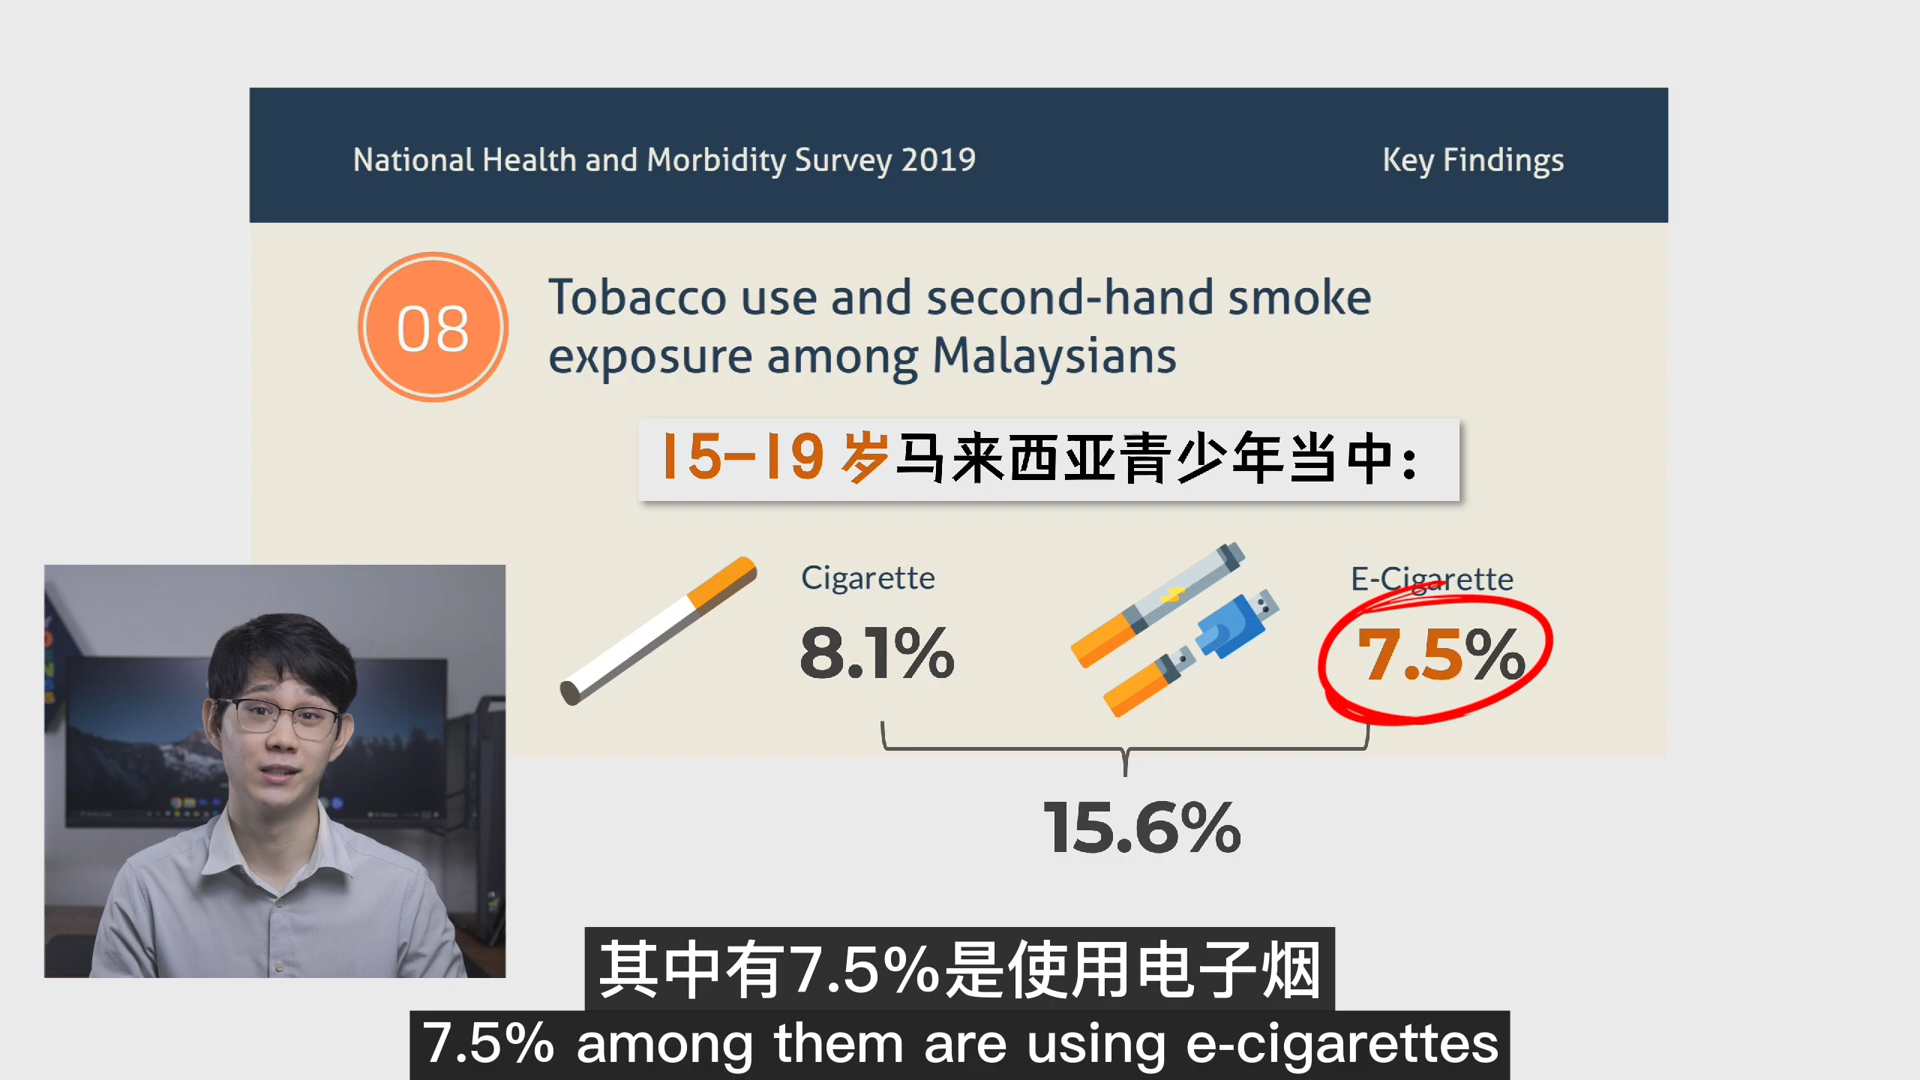 National Health and Morbidity Survey 2019
Key Findings
08
Tobacco use and second-hand smoke
exposure among Malaysians
15-19 岁马来西亚青少年当中:
Cigarette
8.1%
E-Cigarette
7.5%
15.6%
其中有7.5%是使用电子烟
7.5% among them are using e-cigarettes